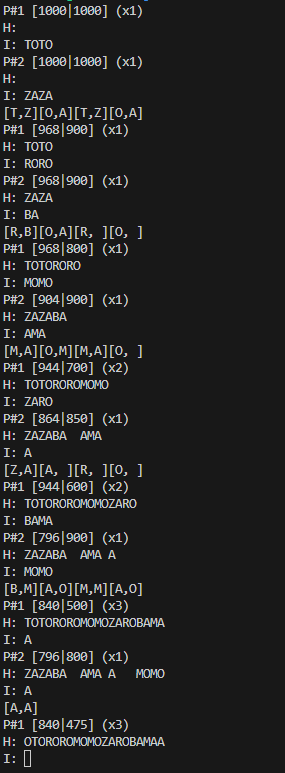 P#1 [1000|1000] (x1)
H:
I: TOTO
P#2 [1000|1000] (x1)
H:
I: ZAZA
[T,Z][O,A][T,Z][O,A]
P#1 [968|900] (x1)
H: TOTO
I: RORO
P#2 [968|900] (x1)
H: ZAZA
I: BA
[R,B][O,A][R, ][O, ]
P#1 [968|800] (x1)
H: TOTORORO
I: MOMO
P#2 [904|900] (x1)
H: ZAZABA
I: AMA
[M,A][O,M][M,A][O, ]
P#1 [944|700] (x2)
H: TOTOROROMOMO
I: ZARO
P#2 [864|850] (x1)
H: ZAZABA  AMA
I: A
[Z,A][A, ][R, ][O, ]
P#1 [944|600] (x2)
H: TOTOROROMOMOZARO
I: BAMA
P#2 [796|900] (x1)
H: ZAZABA  AMA A
I: MOMO
[B,M][A,O][M,M][A,O]
P#1 [840|500] (x3)
H: TOTOROROMOMOZAROBAMA
I: A
P#2 [796|800] (x1)
H: ZAZABA  AMA A   MOMO
I: A
[A,A]
P#1 [840|475] (x3)
H: OTOROROMOMOZAROBAMAA
I: